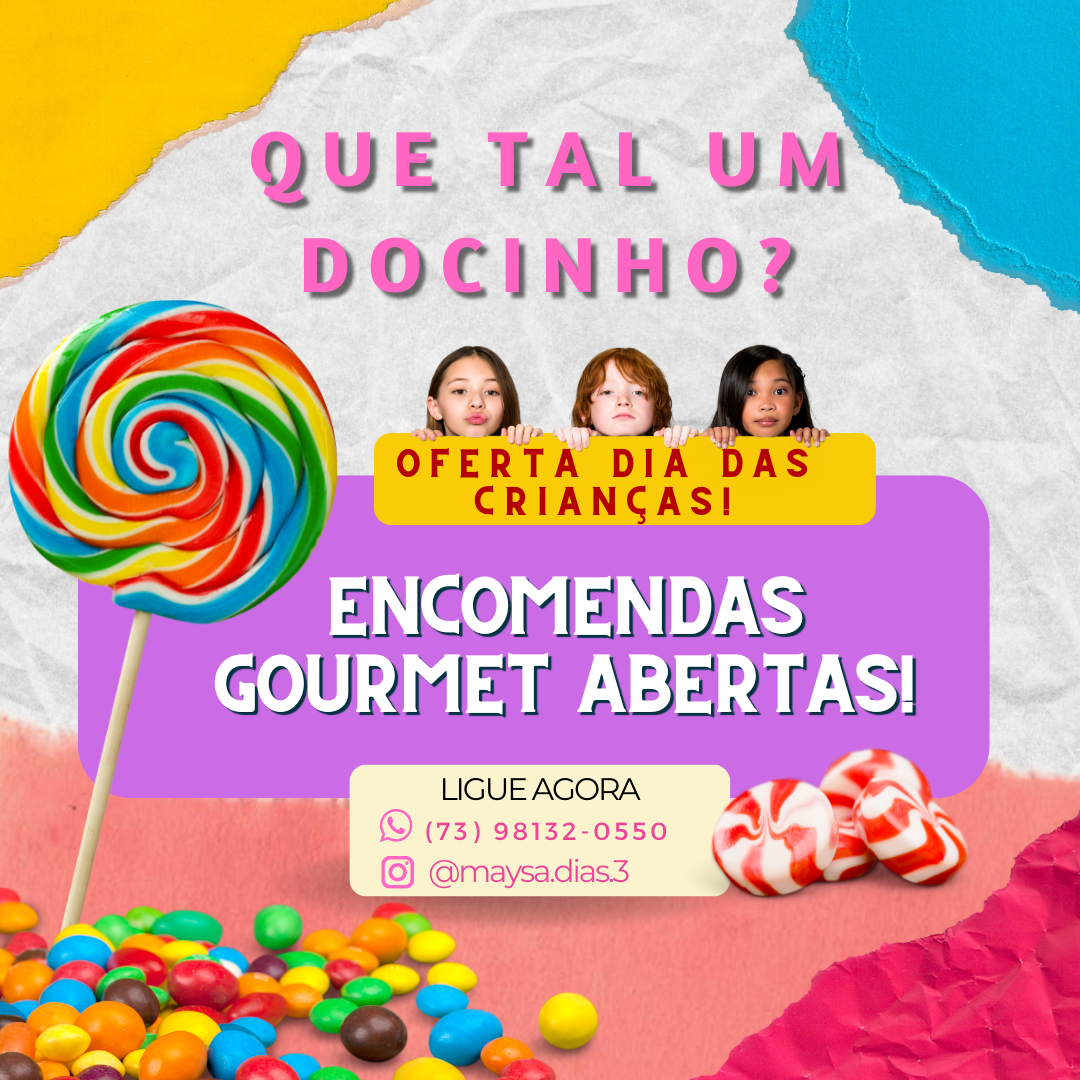 QUE TAL UM
DOCINHO?
OFERTA DIA DAS
CRIANÇAS!
ENCOMENDAS
GOURMET ABERTAS!
LIGUE AGORA
(73) 98132-0550
@maysa.dias.3